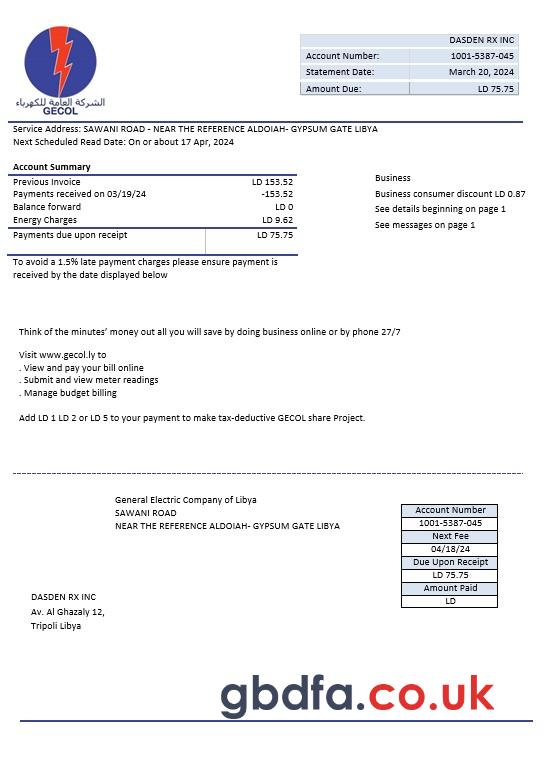 الشركة العامة للكهرباء
GECOL
DASDEN RX INC
Account Number: 1001-5387-045
Statement Date: March 20, 2024
Amount Due: LD 75.75
Service Address: SAWANI ROAD - NEAR THE REFERENCE ALDOIAH- GYPSUM GATE LIBYA
Next Scheduled Read Date: On or about 17 Apr, 2024
Account Summary
Previous Invoice LD 153.52
Payments received on 03/19/24 -153.52
Balance forward LD 0
Energy Charges LD 9.62
Payments due upon receipt LD 75.75
To avoid a 1.5% late payment charges please ensure payment is
received by the date displayed below
Business
Business consumer discount LD 0.87
See details beginning on page 1
See messages on page 1
Think of the minutes’ money out all you will save by doing business online or by phone 27/7
Visit www.gecol.ly to
. View and pay your bill online
. Submit and view meter readings
. Manage budget billing
Add LD 1 LD 2 or LD 5 to your payment to make tax-deductive GECOL share Project.
General Electric Company of Libya
SAWANI ROAD
NEAR THE REFERENCE ALDOIAH- GYPSUM GATE LIBYA
Account Number
1001-5387-045
Next Fee
04/18/24
Due Upon Receipt
LD 75.75
Amount Paid
LD
DASDEN RX INC
Av. Al Ghazaly 12,
Tripoli Libya
gbdfa.co.uk